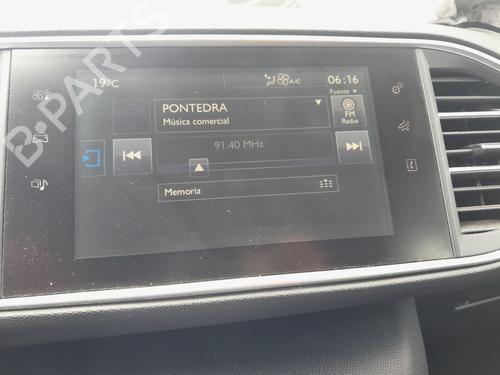 B-PARTS
19°C
A/C
06:16
Fuente ▼
PONTEDRA
Música comercial
FM
Radio
91.40 MHz
Memoria